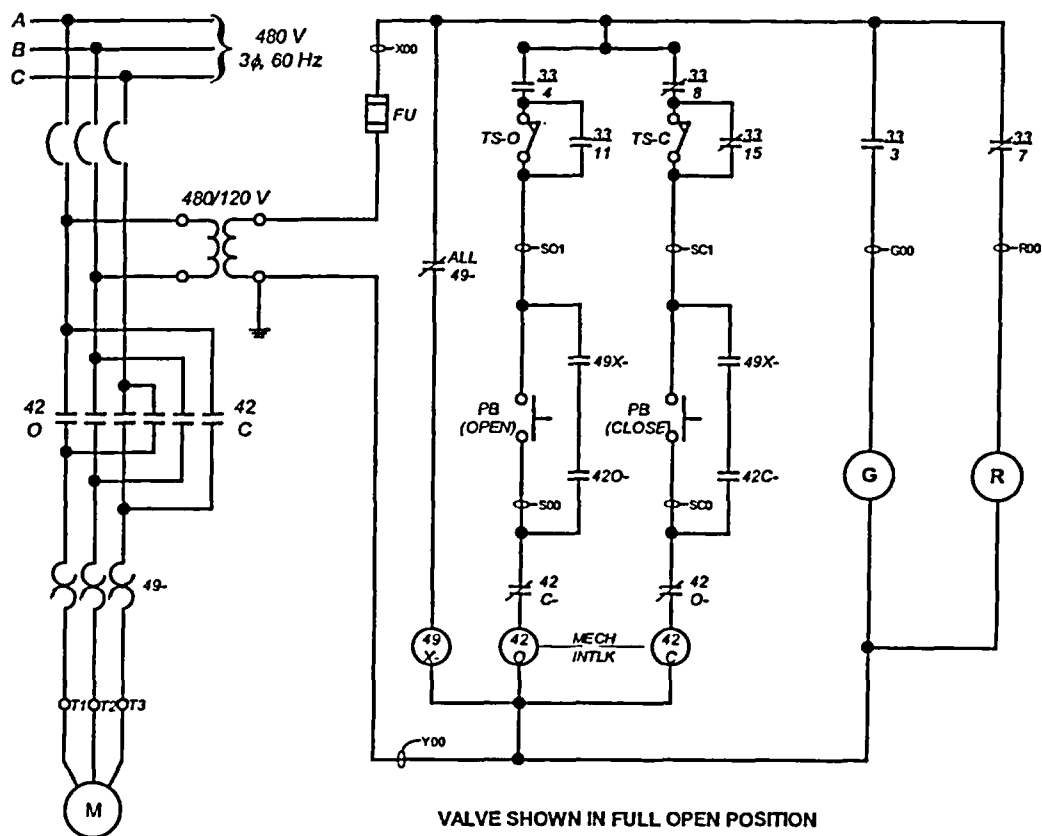 A
B
C
480 V
3ϕ, 60 Hz
X00
FU
480/120 V
33
4
33
8
TS-O
33
11
TS-C
33
15
33
3
33
7
ALL
49-
SO1
SC1
G00
R00
42
O
42
C
49X-
49X-
PB
(OPEN)
PB
(CLOSE)
42O-
42C-
G
R
S00
SC0
49-
42
C-
42
O-
49
X-
42
O
MECH
INTLK
42
C
T1
T2
T3
Y00
M
VALVE SHOWN IN FULL OPEN POSITION